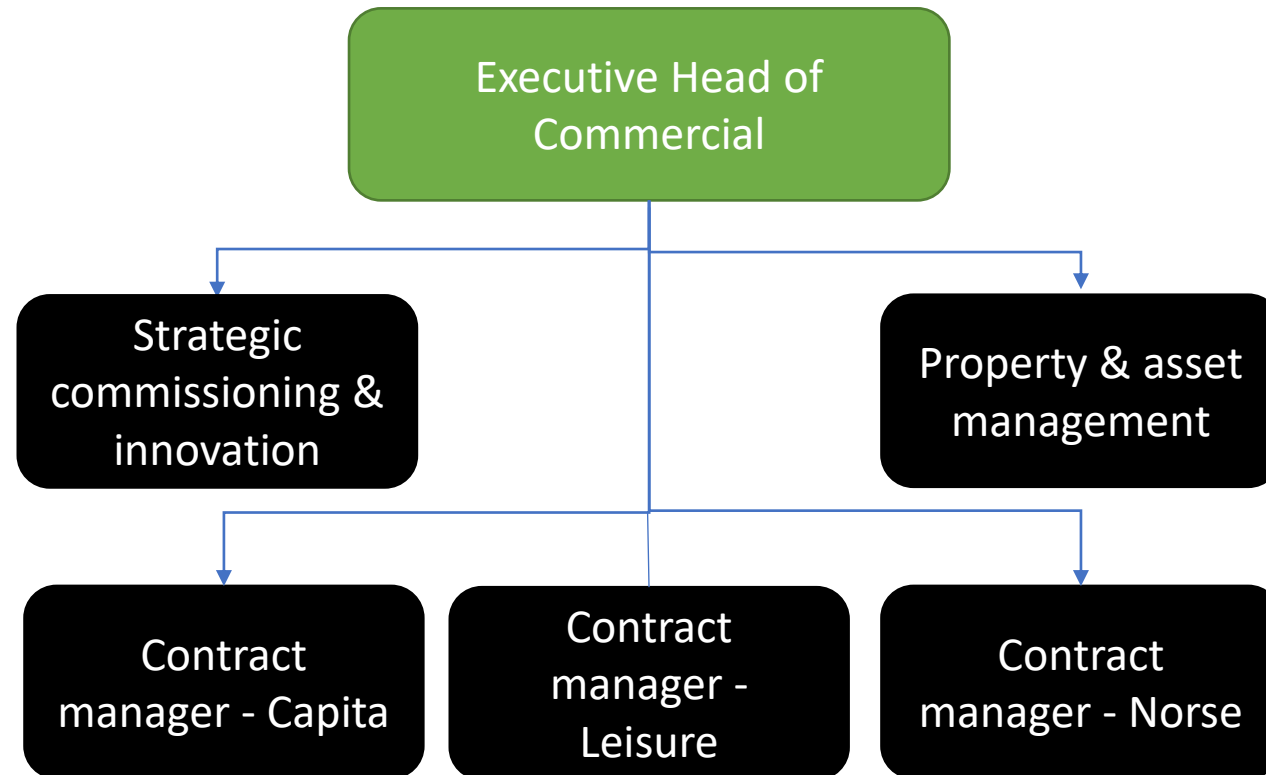 Executive Head of
Commercial
Strategic
commissioning &
innovation
Property & asset
management
Contract
manager - Capita
Contract
manager -
Leisure
Contract
manager - Norse